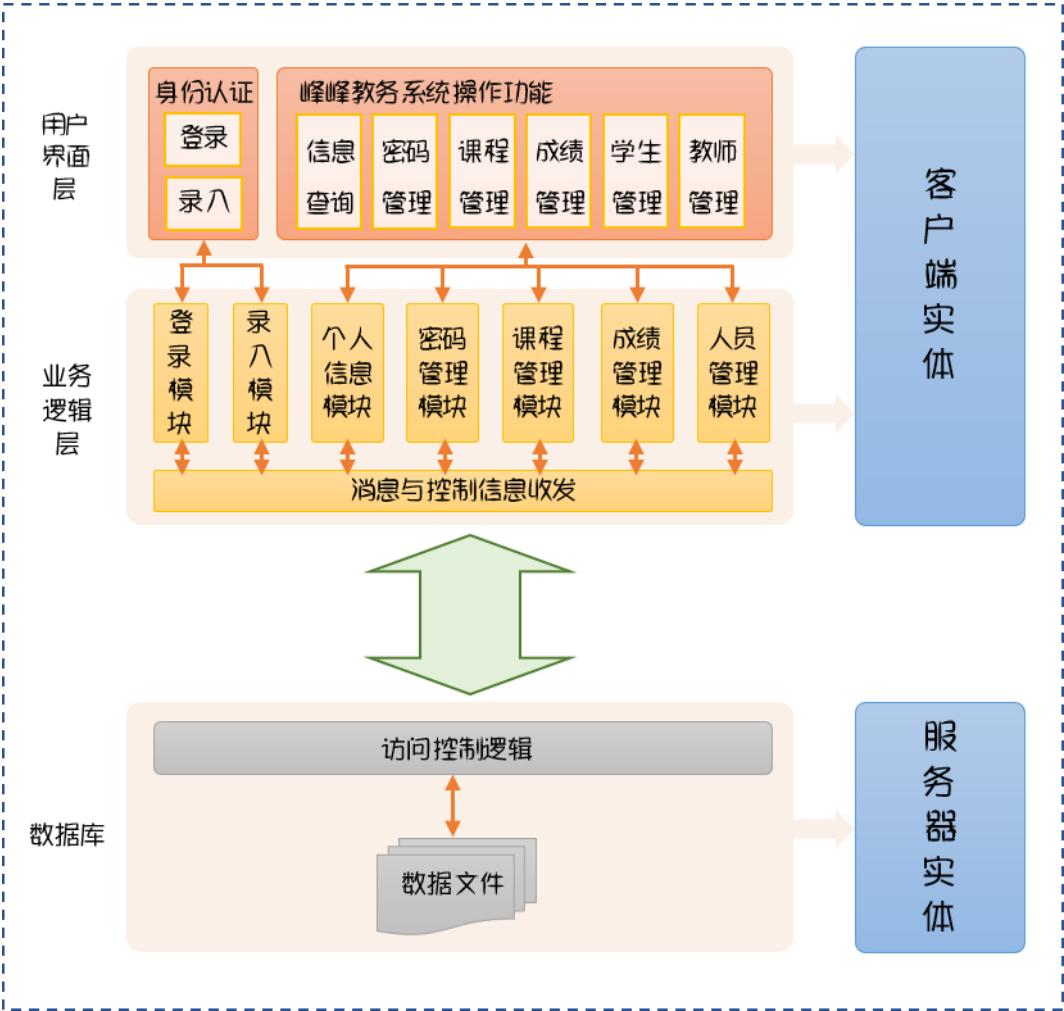 用户
界面
层
身份认证
登录
录入
峰峰教务系统操作功能
信息
查询
密码
管理
课程
管理
成绩
管理
学生
管理
教师
管理
客
户
端
实
体
业务
逻辑
层
登
录
模
块
录
入
模
块
个人
信息
模块
密码
管理
模块
课程
管理
模块
成绩
管理
模块
人员
管理
模块
消息与控制信息收发
数据库
访问控制逻辑
数据文件
服
务
器
实
体